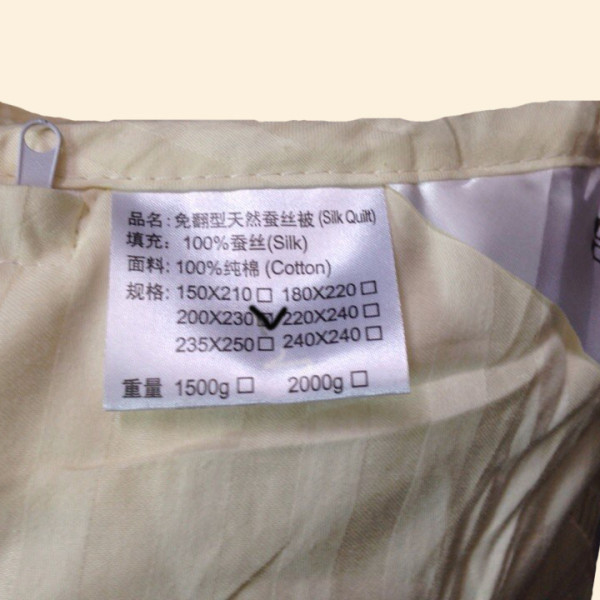 品名: 免翻型天然蚕丝被 (Silk Quilt)
填充: 100%蚕丝(Silk)
面料: 100%纯棉 (Cotton)
规格: 150X210□ 180X220□
200X230☑ 220X240□
235X250□ 240X240□
重量 1500g□ 2000g□